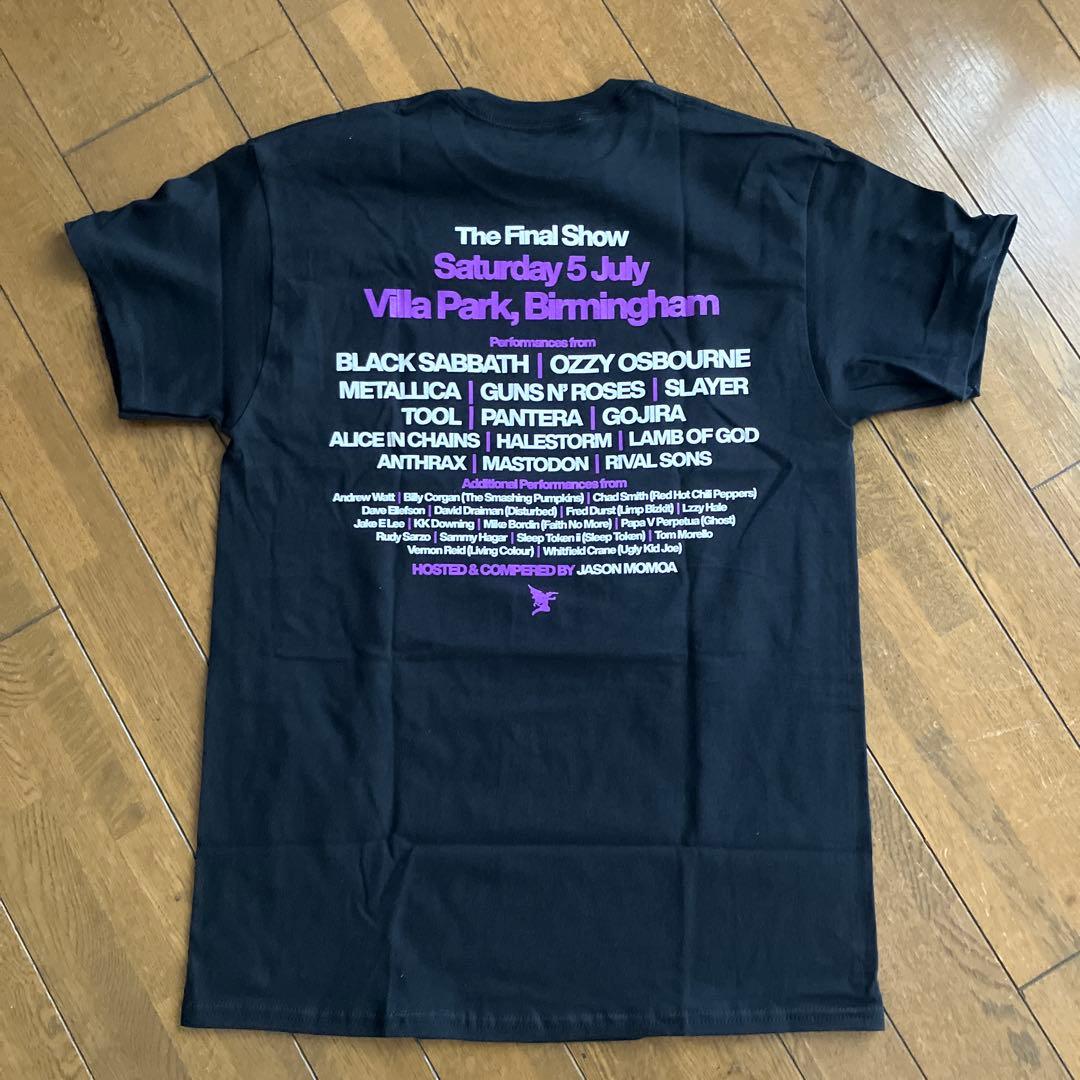 The Final Show
Saturday 5 July
Villa Park, Birmingham
Performances from
BLACK SABBATH | OZZY OSBOURNE
METALLICA | GUNS N' ROSES | SLAYER
TOOL | PANTERA | GOJIRA
ALICE IN CHAINS | HALESTORM | LAMB OF GOD
ANTHRAX | MASTODON | RIVAL SONS
Additional Performances from
Andrew Watt | Billy Corgan (The Smashing Pumpkins) | Chad Smith (Red Hot Chili Peppers)
Dave Ellefson | David Draiman (Disturbed) | Fred Durst (Limp Bizkit) | Lzzy Hale
Jake E Lee | KK Downing | Mike Bordin (Faith No More) | Papa V Perpetua (Ghost)
Rudy Sarzo | Sammy Hagar | Sleep Token ii (Sleep Token) | Tom Morello
Vernon Reid (Living Colour) | Whitfield Crane (Ugly Kid Joe)
HOSTED & COMPERED BY JASON MOMOA